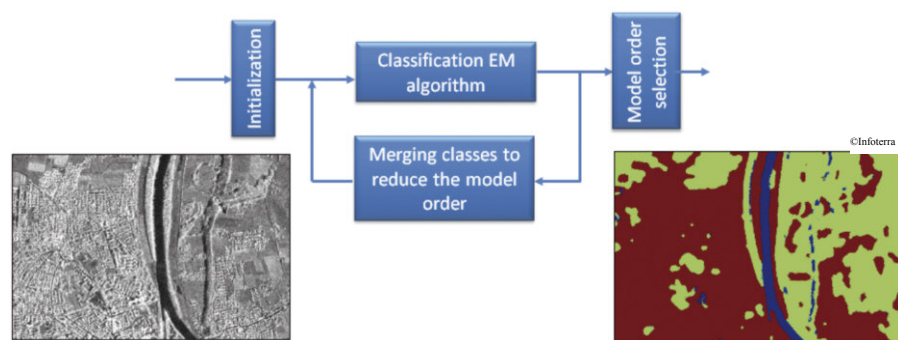 Initialization
Classification EM
algorithm
Merging classes to
reduce the model
order
Model order
selection
©Infoterra